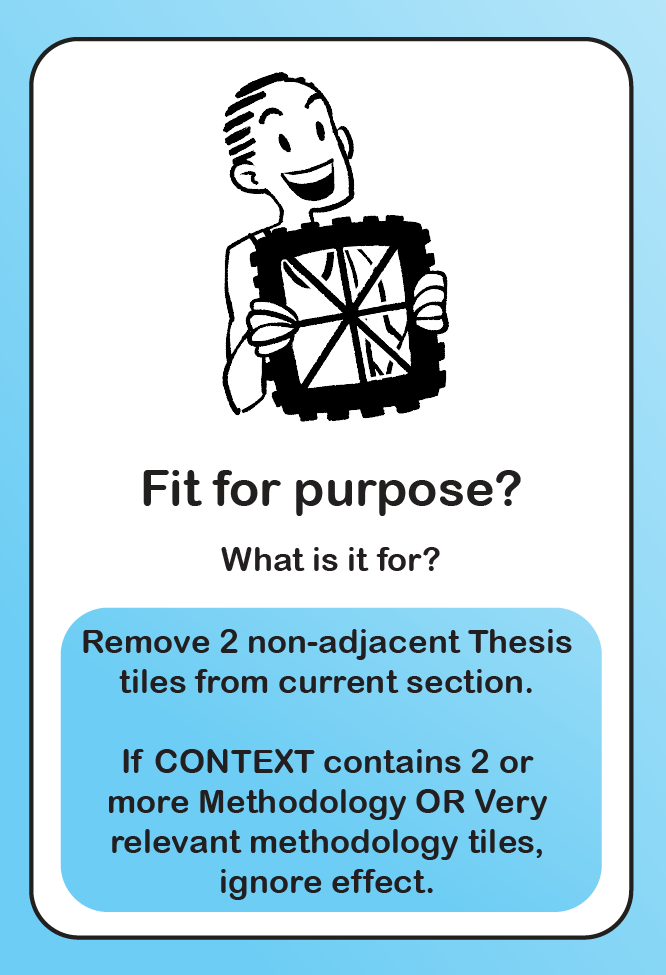 Fit for purpose?
What is it for?
Remove 2 non-adjacent Thesis
tiles from current section.
If CONTEXT contains 2 or
more Methodology OR Very
relevant methodology tiles,
ignore effect.